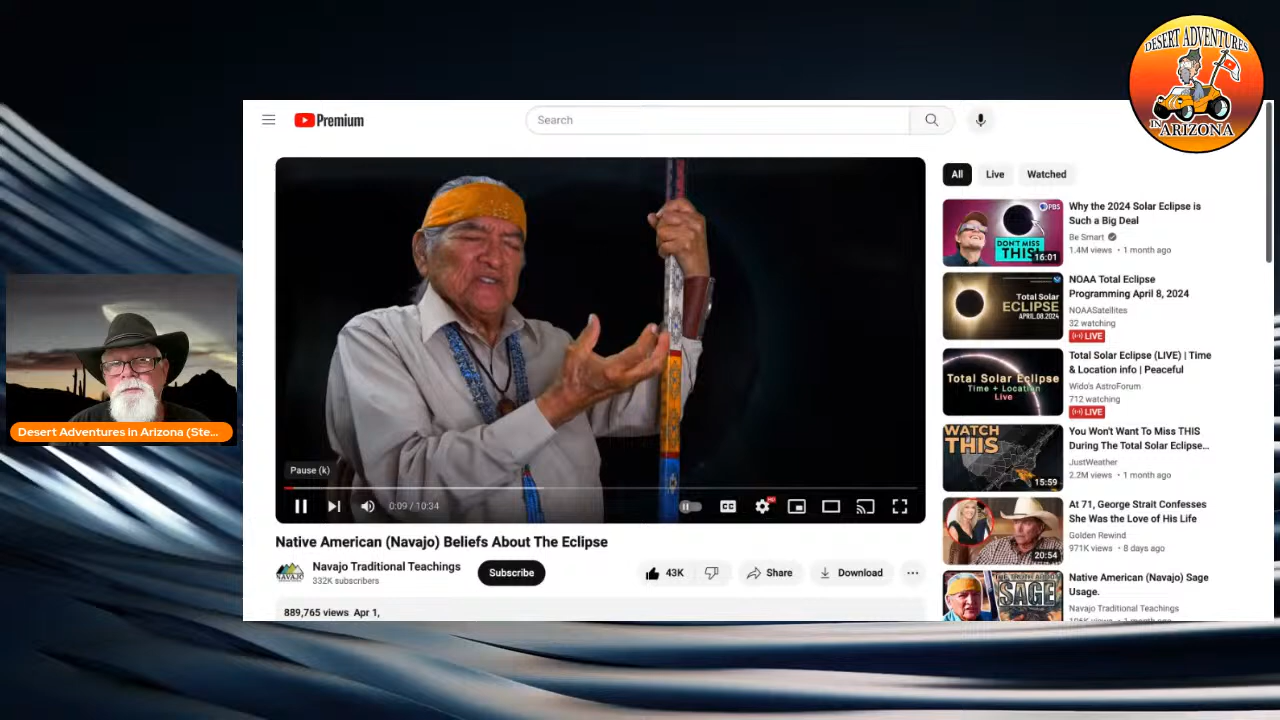 DESERT ADVENTURES
IN ARIZONA
Premium
Search
All
Live
Watched
PBS
DON'T MISS
THIS!
16:01
Why the 2024 Solar Eclipse is
Such a Big Deal
Be Smart
1.4M views • 1 month ago
Total Solar
ECLIPSE
APRIL.08.2024
NOAA Total Eclipse
Programming April 8, 2024
NOAASatellites
32 watching
LIVE
Total Solar Eclipse
Time + Location
Live
Total Solar Eclipse (LIVE) | Time
& Location info | Peaceful
Wido's AstroForum
712 watching
LIVE
WATCH
THIS
15:59
You Won't Want To Miss THIS
During The Total Solar Eclipse...
JustWeather
2.2M views • 1 month ago
20:54
At 71, George Strait Confesses
She Was the Love of His Life
Golden Rewind
971K views • 8 days ago
SAGE
Native American (Navajo) Sage
Usage.
Navajo Traditional Teachings
Desert Adventures in Arizona (Ste...
Pause (k)
0:09 / 10:34
CC
HD
Native American (Navajo) Beliefs About The Eclipse
NAVAJO
Navajo Traditional Teachings
332K subscribers
Subscribe
43K
Share
Download
889,765 views Apr 1,